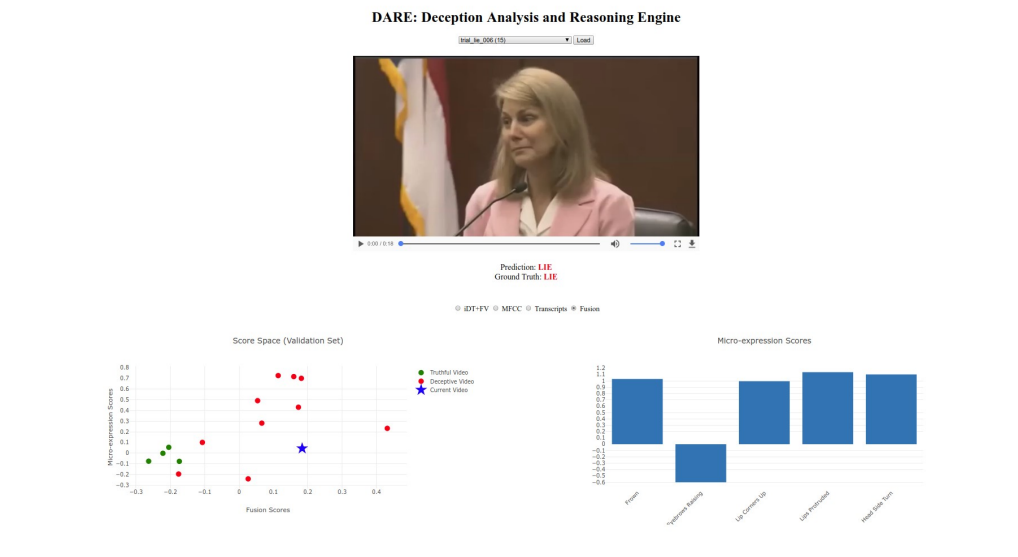 DARE: Deception Analysis and Reasoning Engine
trial_lie_006 (15) Load
0:00 / 0:18
Prediction: LIE
Ground Truth: LIE
iDT+FV MFCC Transcripts Fusion
Score Space (Validation Set)
0.8
0.7
0.6
0.5
0.4
0.3
0.2
0.1
0
−0.1
−0.2
−0.3
Micro-expression Scores
−0.3 −0.2 −0.1 0 0.1 0.2 0.3 0.4
Fusion Scores
Truthful Video
Deceptive Video
Current Video
Micro-expression Scores
1.2
1.1
1
0.9
0.8
0.7
0.6
0.5
0.4
0.3
0.2
0.1
0
−0.1
−0.2
−0.3
−0.4
−0.5
−0.6
Frown
yebrows Raising
Lip Corners Up
Lips Protruded
Head Side Turn